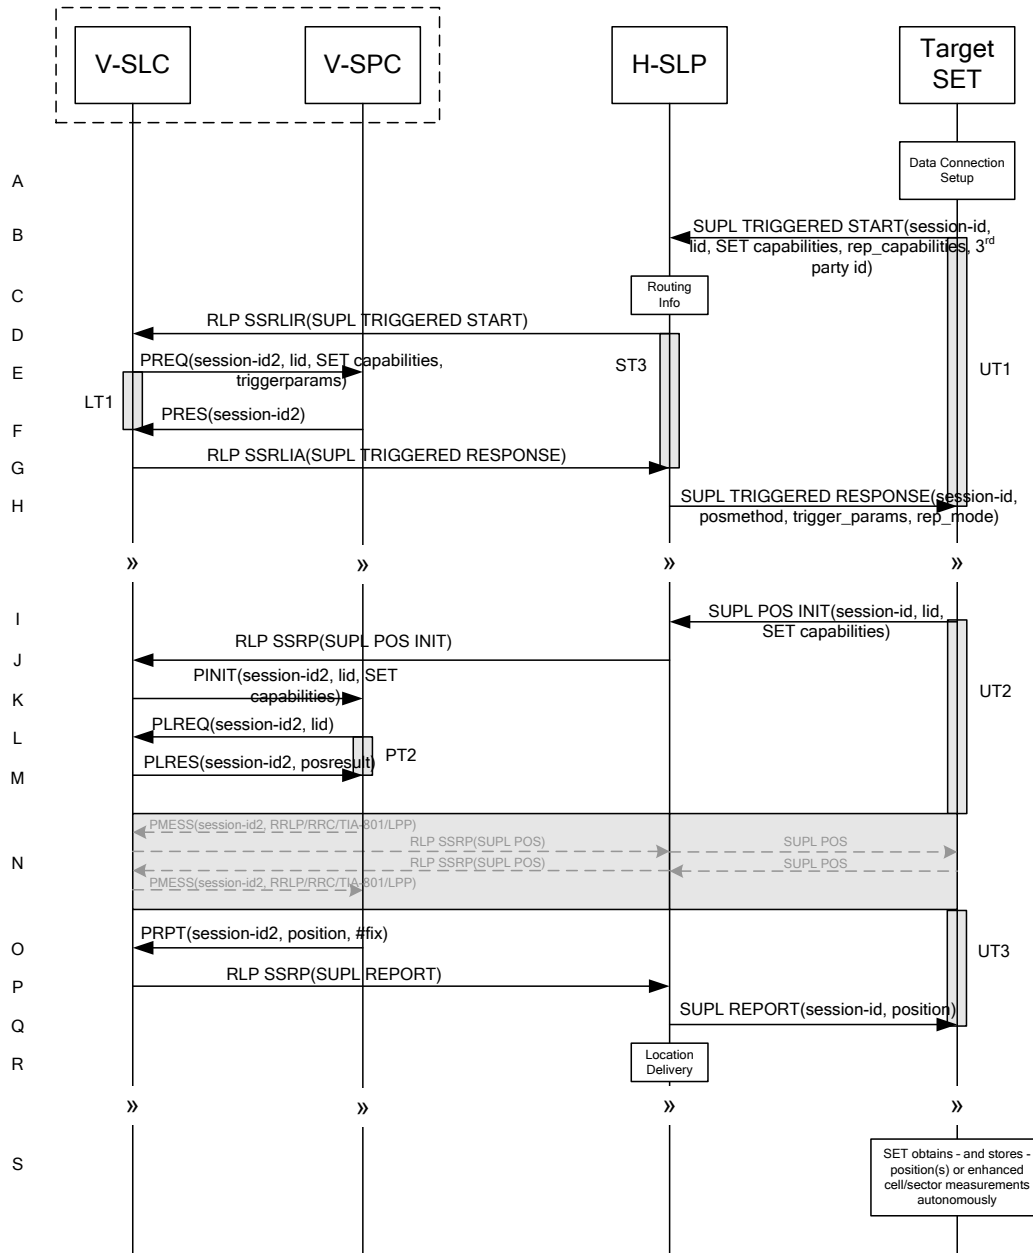 V-SLC
V-SPC
H-SLP
Target
SET
A
Data Connection
Setup
B
SUPL TRIGGERED START(session-id,
lid, SET capabilities, rep_capabilities, 3rd
party id)
C
Routing
Info
D
RLP SSRLIR(SUPL TRIGGERED START)
E
PREQ(session-id2, lid, SET capabilities,
triggerparams)
ST3
UT1
LT1
F
PRES(session-id2)
G
RLP SSRLIA(SUPL TRIGGERED RESPONSE)
H
SUPL TRIGGERED RESPONSE(session-id,
posmethod, trigger_params, rep_mode)
» » » »
I
SUPL POS INIT(session-id, lid,
SET capabilities)
J
RLP SSRP(SUPL POS INIT)
K
PINIT(session-id2, lid, SET
capabilities)
UT2
L
PLREQ(session-id2, lid)
PT2
M
PLRES(session-id2, posresult)
N
PMESS(session-id2, RRLP/RRC/TIA-801/LPP)
RLP SSRP(SUPL POS)
SUPL POS
RLP SSRP(SUPL POS)
SUPL POS
PMESS(session-id2, RRLP/RRC/TIA-801/LPP)
O
PRPT(session-id2, position, #fix)
UT3
P
RLP SSRP(SUPL REPORT)
Q
SUPL REPORT(session-id, position)
R
Location
Delivery
» » » »
S
SET obtains - and stores -
position(s) or enhanced
cell/sector measurements
autonomously